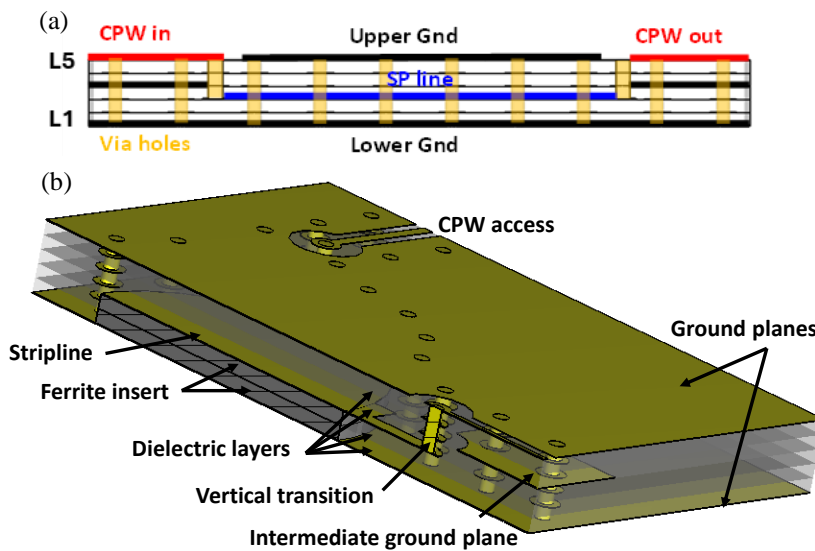 (a)
CPW in
Upper Gnd
CPW out
L5
SP line
L1
Via holes
Lower Gnd
(b)
CPW access
Ground planes
Stripline
Ferrite insert
Dielectric layers
Vertical transition
Intermediate ground plane